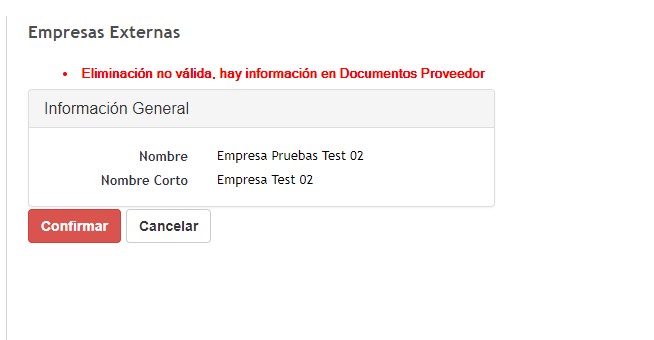 Empresas Externas
• Eliminación no válida, hay información en Documentos Proveedor
Información General
Nombre Empresa Pruebas Test 02
Nombre Corto Empresa Test 02
Confirmar Cancelar